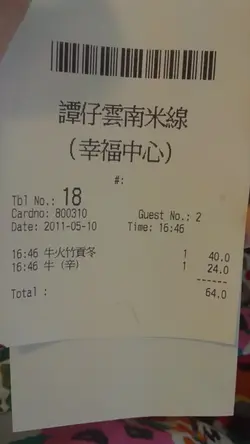 譚仔雲南米線
(幸福中心)
#:
Tbl No.: 18
Cardno: 800310 Guest No.: 2
Date: 2011-05-10 Time: 16:46
16:46 牛火竹貢冬 1 40.0
16:46 牛 (辛) 1 24.0
------
Total : 64.0